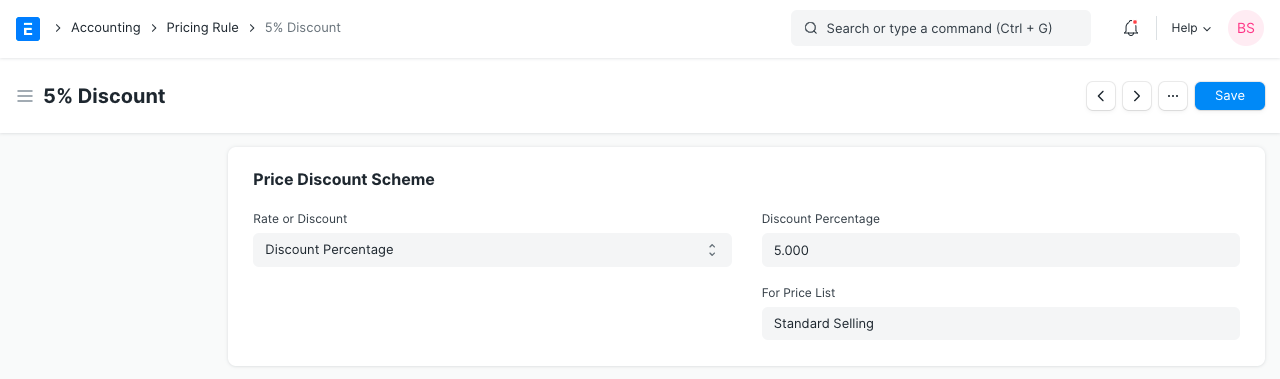 E
Accounting
Pricing Rule
5% Discount
Search or type a command (Ctrl + G)
Help
BS
5% Discount
Save
Price Discount Scheme
Rate or Discount
Discount Percentage
Discount Percentage
5.000
For Price List
Standard Selling